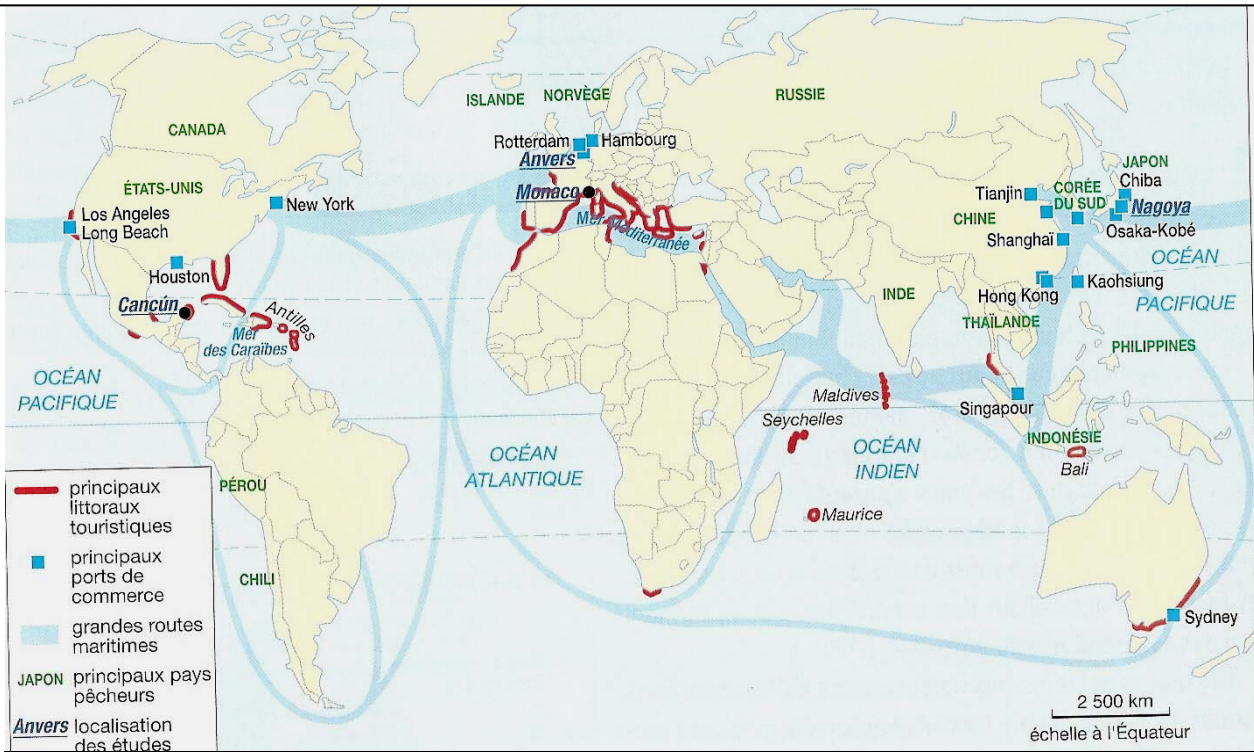 ISLANDE
NORVÈGE
RUSSIE
CANADA
Rotterdam
Hambourg
Anvers
ÉTATS-UNIS
Monaco
New York
Los Angeles
Long Beach
Mer Méditerranée
Tianjin
CORÉE
DU SUD
JAPON
Chiba
Nagoya
CHINE
Osaka-Kobé
Shanghaï
Houston
OCÉAN
PACIFIQUE
Cancún
Antilles
INDE
Hong Kong
Kaohsiung
THAÏLANDE
Mer
des Caraïbes
PHILIPPINES
OCÉAN
PACIFIQUE
Maldives
Singapour
Seychelles
OCÉAN
ATLANTIQUE
OCÉAN
INDIEN
INDONÉSIE
Bali
PÉROU
Maurice
CHILI
Sydney
principaux
littoraux
touristiques
principaux
ports de
commerce
grandes routes
maritimes
JAPON principaux pays
pêcheurs
Anvers localisation
des études
2 500 km
échelle à l'Équateur